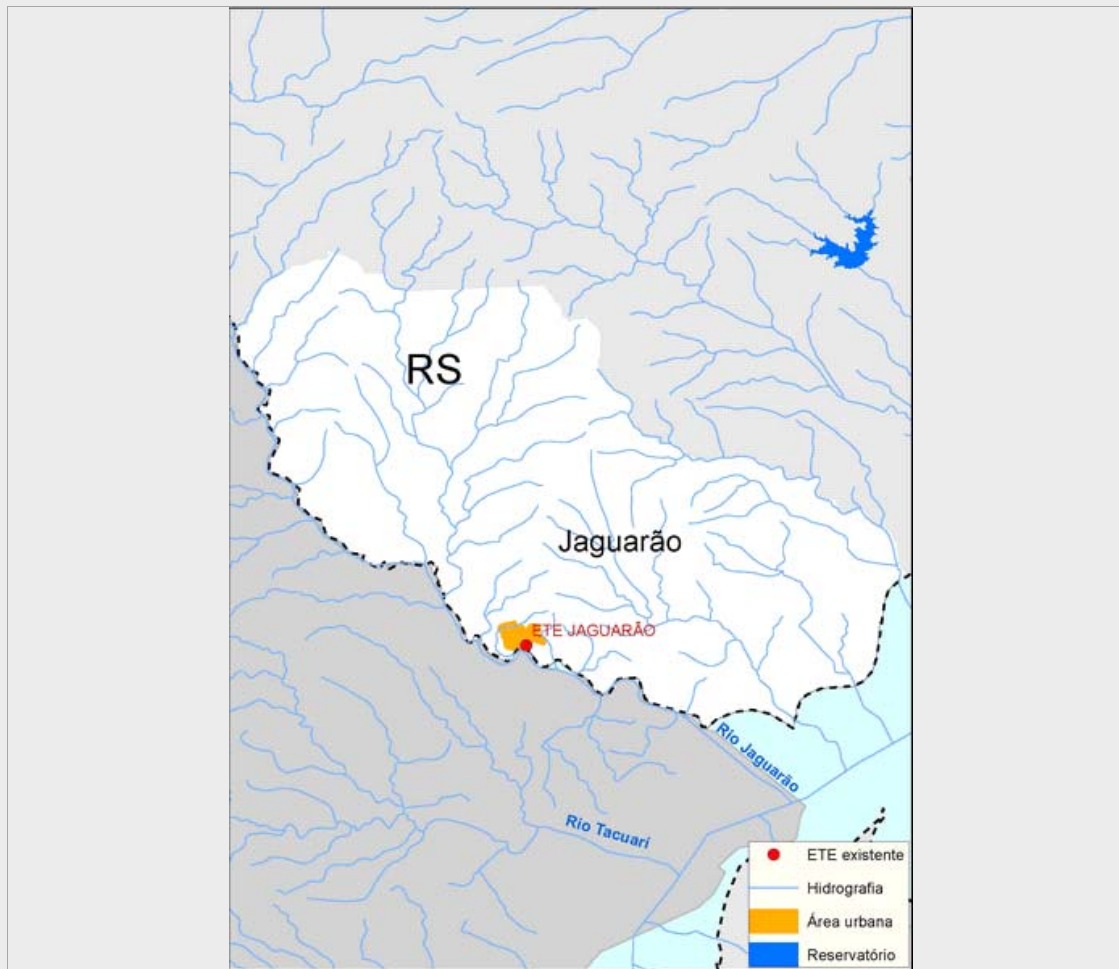 RS
Jaguarão
ETE JAGUARÃO
Rio Jaguarão
Rio Tacuarí
ETE existente
Hidrografia
Área urbana
Reservatório